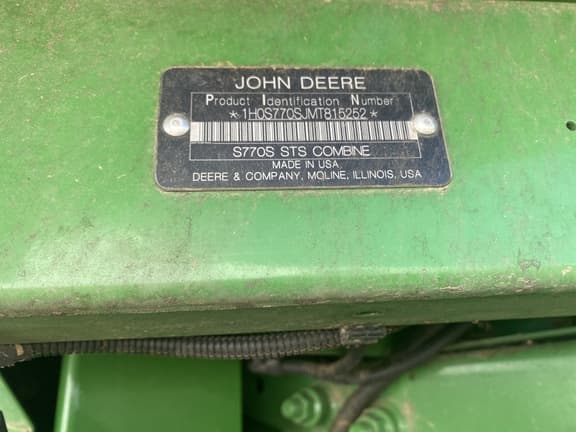 JOHN DEERE
Product Identification Number
*1H0S770SJMT815252*
S770S STS COMBINE
MADE IN USA
DEERE & COMPANY, MOLINE, ILLINOIS, USA